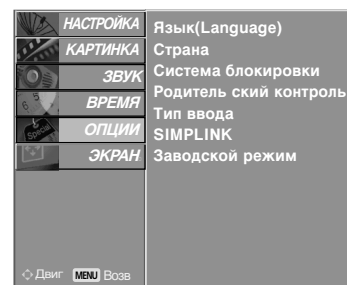 НАСТРОЙКА
КАРТИНКА
ЗВУК
ВРЕМЯ
ОПЦИИ
ЭКРАН
Язык(Language)
Страна
Система блокировки
Родитель ский контроль
Тип ввода
SIMPLINK
Заводской режим
Двиг MENU Возв